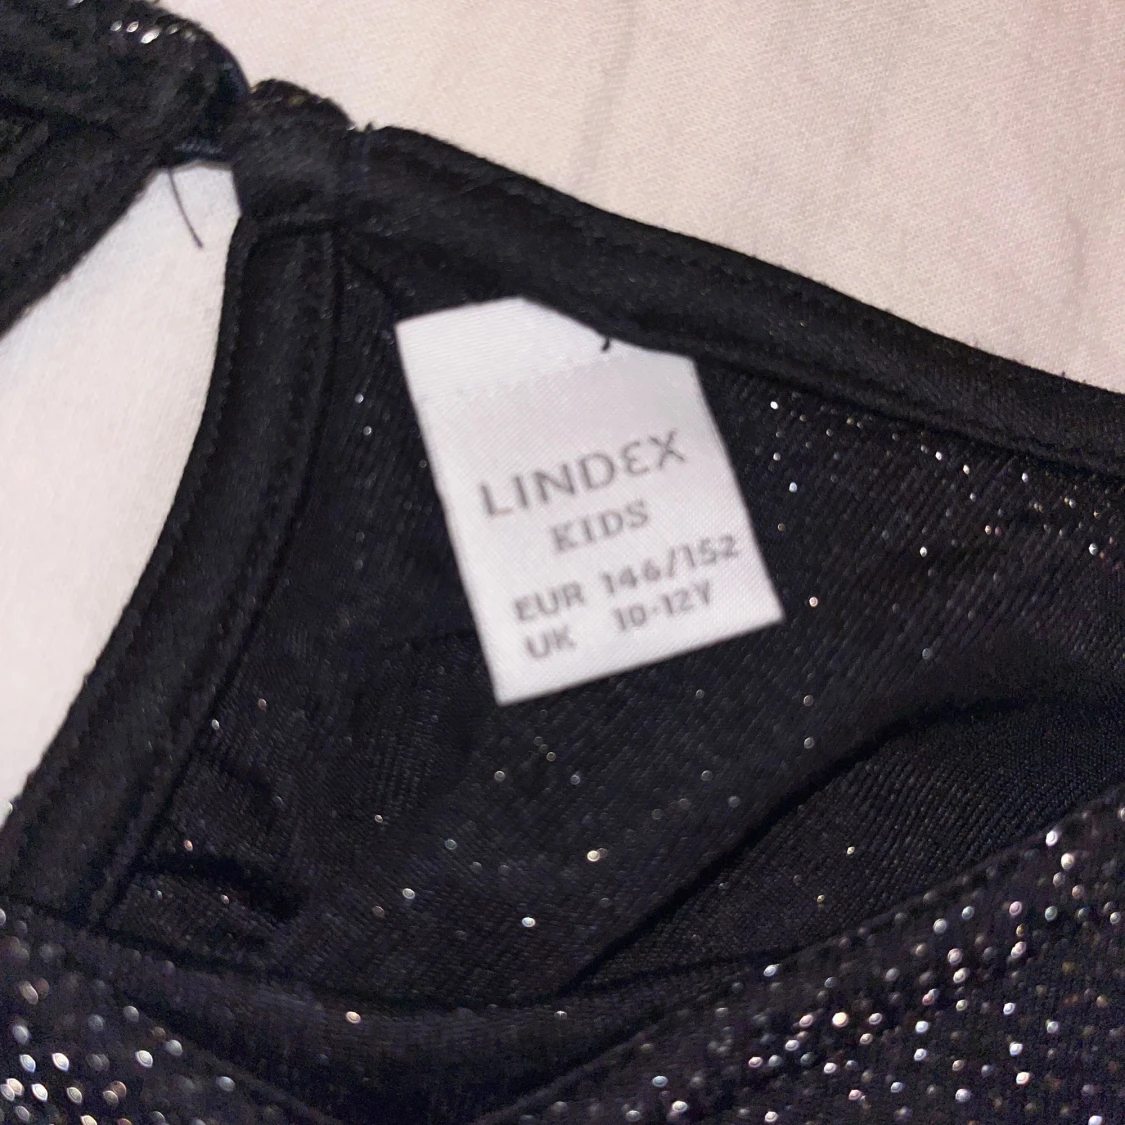 LINDEX
KIDS
EUR 146/152
UK 10-12Y